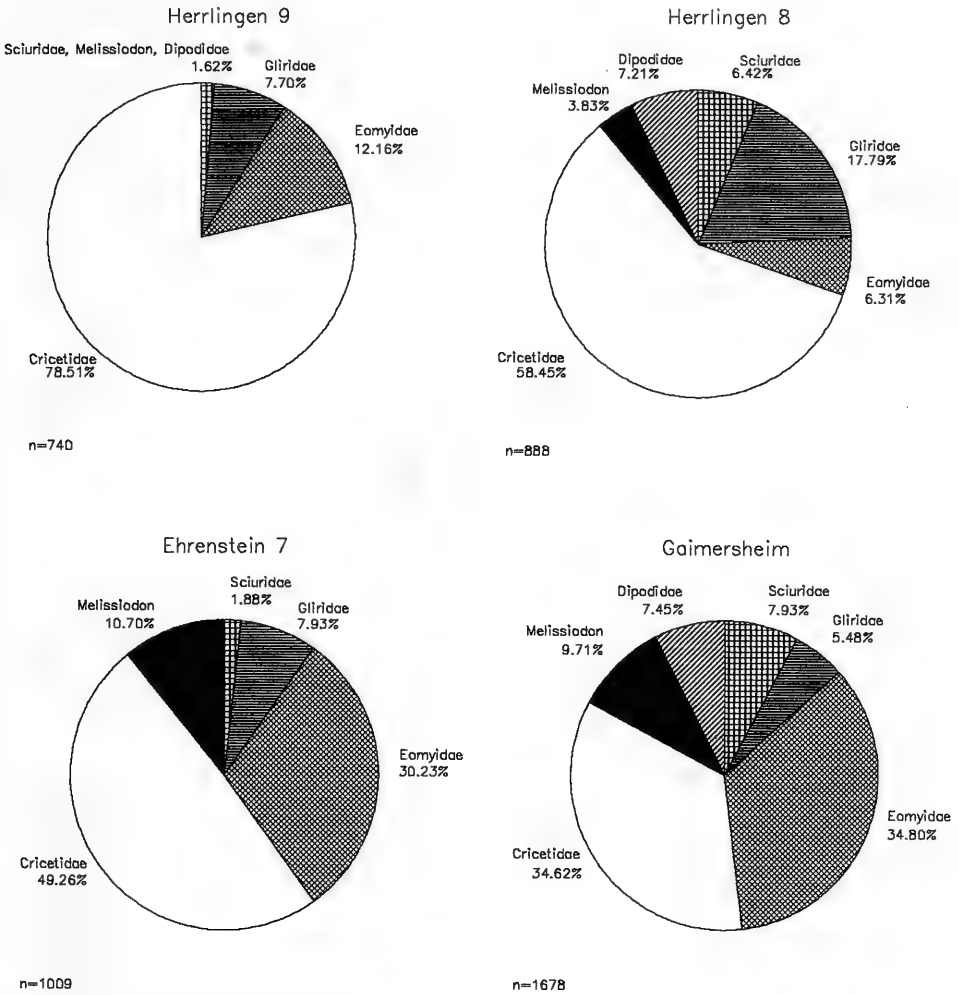 Herrlingen 9
Sciuridae, Melissiodon, Dipodidae
1.62%
Gliridae
7.70%
Eomyidae
12.16%
Cricetidae
78.51%
n=740
Herrlingen 8
Dipodidae
7.21%
Sciuridae
6.42%
Melissiodon
3.83%
Gliridae
17.79%
Eomyidae
6.31%
Cricetidae
58.45%
n=888
Ehrenstein 7
Sciuridae
1.88%
Melissiodon
10.70%
Gliridae
7.93%
Eomyidae
30.23%
Cricetidae
49.26%
n=1009
Gaimersheim
Dipodidae
7.45%
Sciuridae
7.93%
Gliridae
5.48%
Melissiodon
9.71%
Eomyidae
34.80%
Cricetidae
34.62%
n=1678